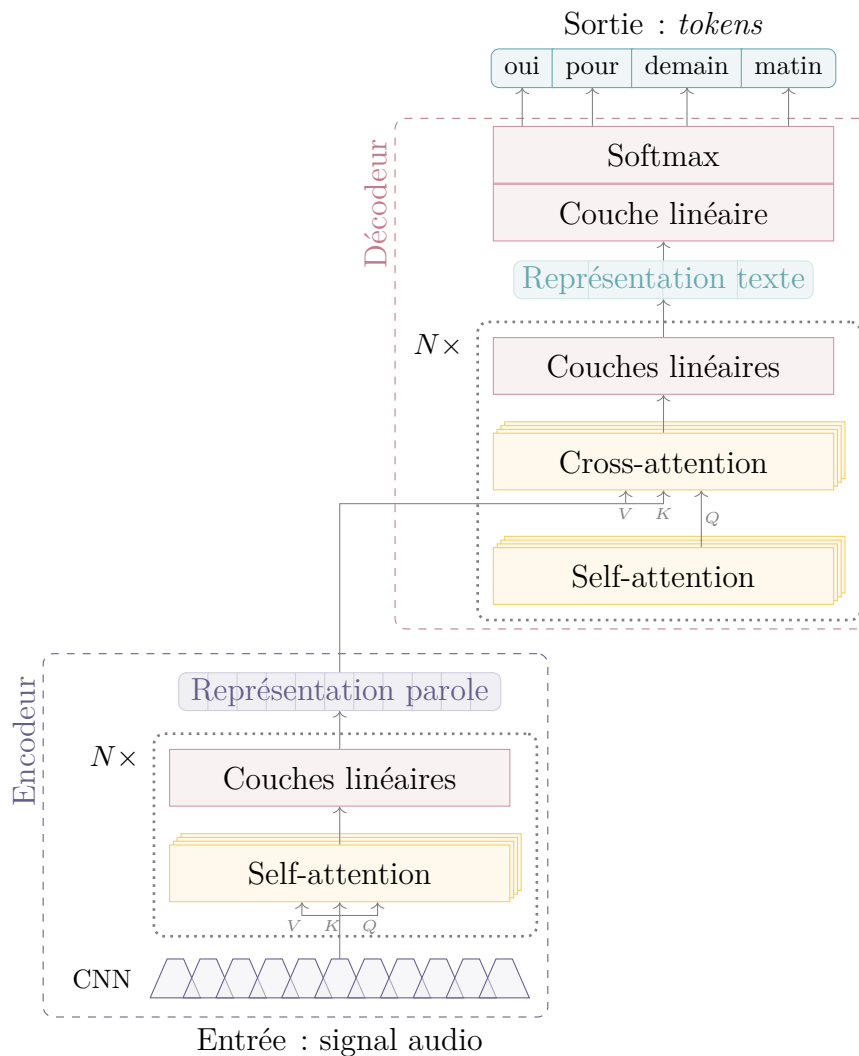 Sortie : tokens
oui pour demain matin
Décodeur
Softmax
Couche linéaire
Représentation texte
N×
Couches linéaires
Cross-attention
V K Q
Self-attention
Encodeur
Représentation parole
N×
Couches linéaires
Self-attention
V K Q
CNN
Entrée : signal audio